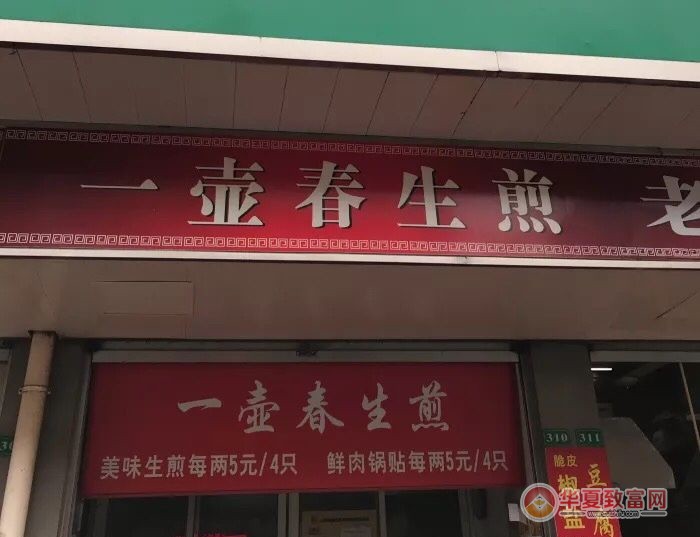 一壶春生煎 老
一壶春生煎
美味生煎每两5元/4只 鲜肉锅贴每两5元/4只
310 311
脆皮
豆腐
椒盐
华夏致富网